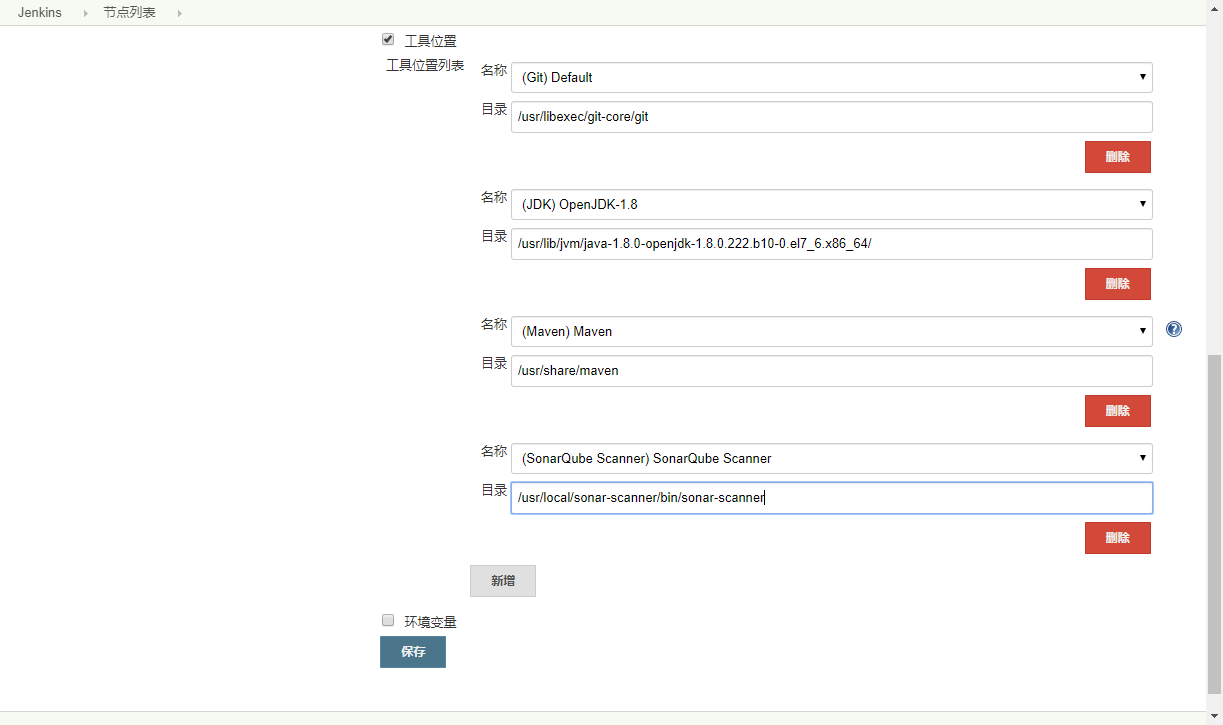 Jenkins
节点列表
工具位置
工具位置列表
名称
(Git) Default
目录
/usr/libexec/git-core/git
删除
名称
(JDK) OpenJDK-1.8
目录
/usr/lib/jvm/java-1.8.0-openjdk-1.8.0.222.b10-0.el7_6.x86_64/
删除
名称
(Maven) Maven
?
目录
/usr/share/maven
删除
名称
(SonarQube Scanner) SonarQube Scanner
目录
/usr/local/sonar-scanner/bin/sonar-scanner
删除
新增
环境变量
保存